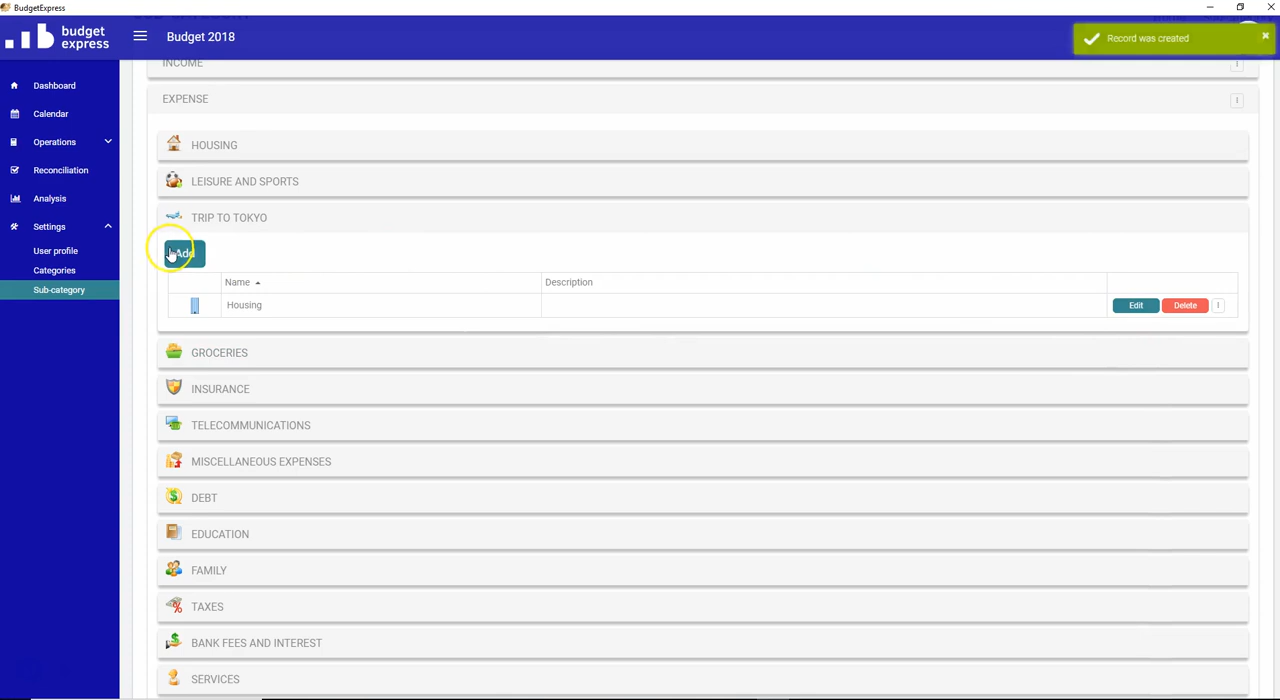 BudgetExpress
budget
express
Budget 2018
Record was created
Dashboard
Calendar
Operations
Reconciliation
Analysis
Settings
User profile
Categories
Sub-category
INCOME
EXPENSE
HOUSING
LEISURE AND SPORTS
TRIP TO TOKYO
Add
Name Description
Housing Edit Delete
GROCERIES
INSURANCE
TELECOMMUNICATIONS
MISCELLANEOUS EXPENSES
DEBT
EDUCATION
FAMILY
TAXES
BANK FEES AND INTEREST
SERVICES